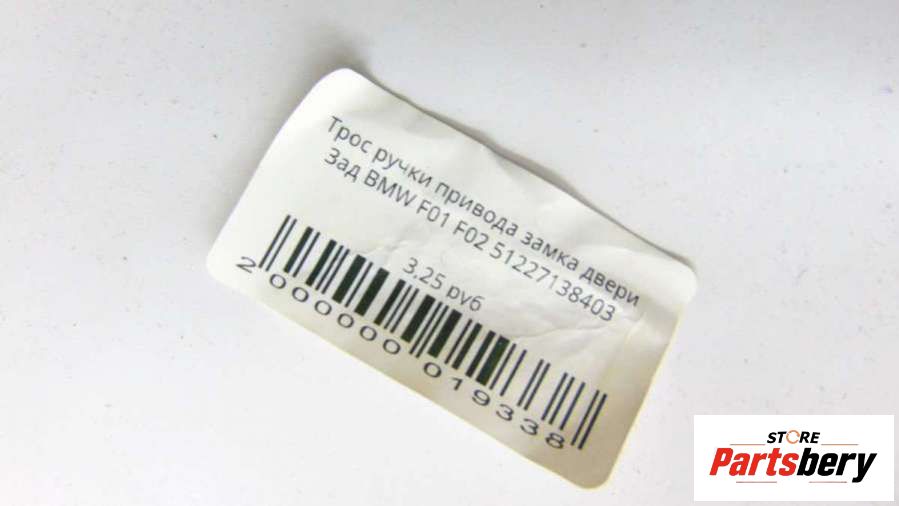 Трос ручки привода замка двери
Зад BMW F01 F02 51227138403
3,25 руб
2 000000 019338
STORE
Partsbery